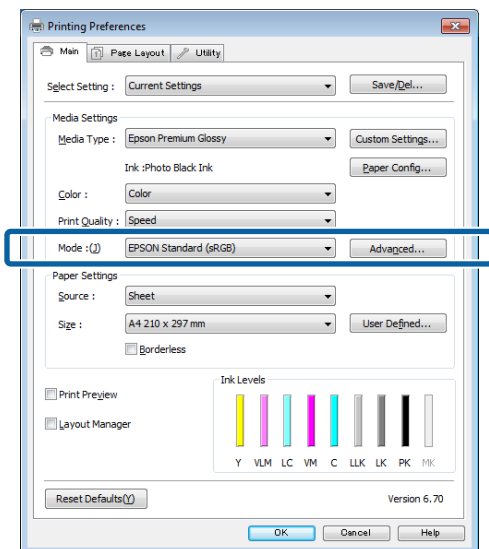 Printing Preferences
Main Page Layout Utility
Select Setting : Current Settings Save/Del...
Media Settings
Media Type : Epson Premium Glossy Custom Settings...
Ink :Photo Black Ink Paper Config...
Color : Color
Print Quality : Speed
Mode :(J) EPSON Standard (sRGB) Advanced...
Paper Settings
Source : Sheet
Size : A4 210 x 297 mm User Defined...
Borderless
Ink Levels
Print Preview
Layout Manager
Y VLM LC VM C LLK LK PK MK
Reset Defaults(Y) Version 6.70
OK Cancel Help